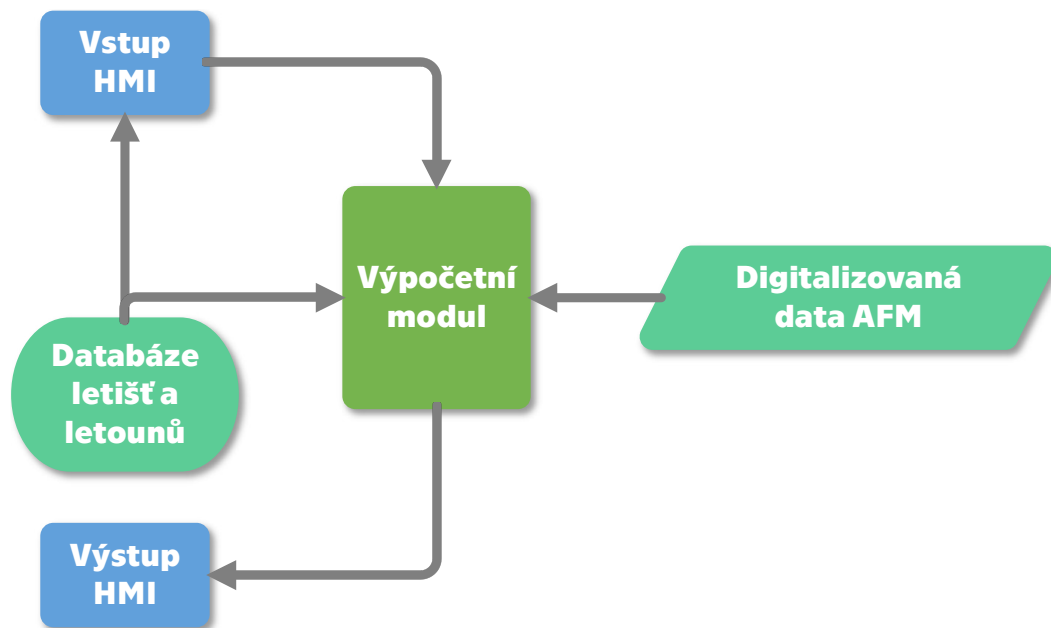 Vstup
HMI
Výpočetní
modul
Digitalizovaná
data AFM
Databáze
letišť a
letounů
Výstup
HMI